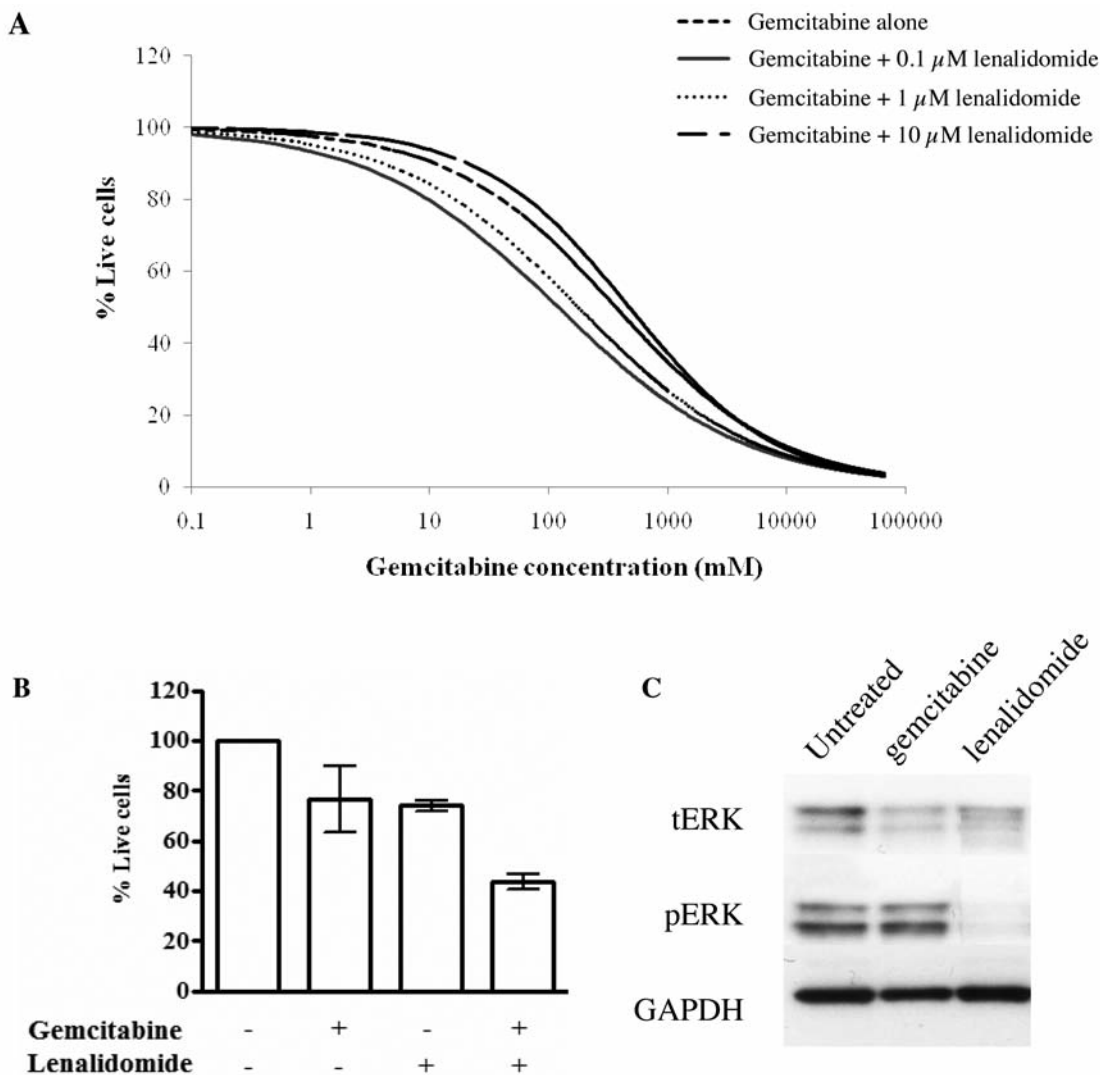 A
Gemcitabine alone
Gemcitabine + 0.1 µM lenalidomide
Gemcitabine + 1 µM lenalidomide
Gemcitabine + 10 µM lenalidomide
120
100
80
60
40
20
0
% Live cells
0.1 1 10 100 1000 10000 100000
Gemcitabine concentration (mM)
B
120
100
80
60
40
20
0
% Live cells
Gemcitabine - + - +
Lenalidomide - - + +
C
Untreated
gemcitabine
lenalidomide
tERK
pERK
GAPDH